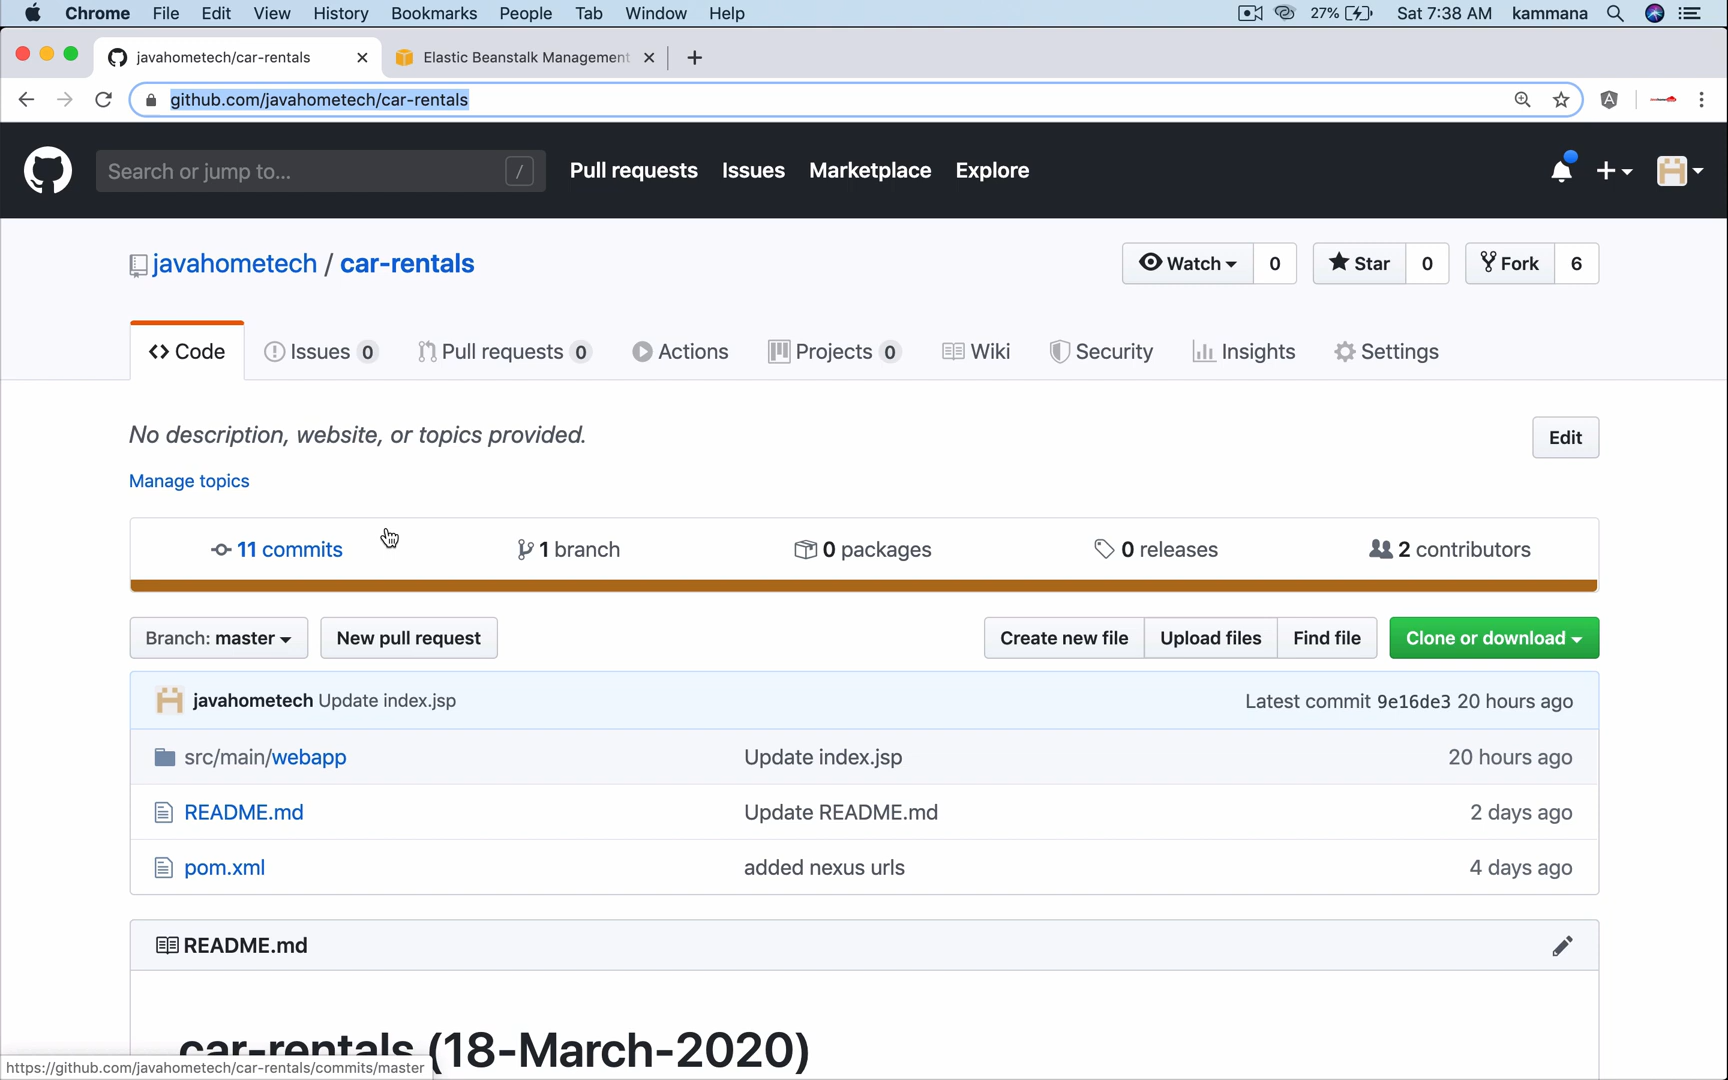 Chrome File Edit View History Bookmarks People Tab Window Help 27% Sat 7:38 AM kammana
javahometech/car-rentals Elastic Beanstalk Management
github.com/javahometech/car-rentals
Search or jump to... / Pull requests Issues Marketplace Explore
javahometech / car-rentals Watch 0 Star 0 Fork 6
Code Issues 0 Pull requests 0 Actions Projects 0 Wiki Security Insights Settings
No description, website, or topics provided. Edit
Manage topics
11 commits 1 branch 0 packages 0 releases 2 contributors
Branch: master New pull request Create new file Upload files Find file Clone or download
javahometech Update index.jsp Latest commit 9e16de3 20 hours ago
src/main/webapp Update index.jsp 20 hours ago
README.md Update README.md 2 days ago
pom.xml added nexus urls 4 days ago
README.md
car-rentals (18-March-2020)
https://github.com/javahometech/car-rentals/commits/master